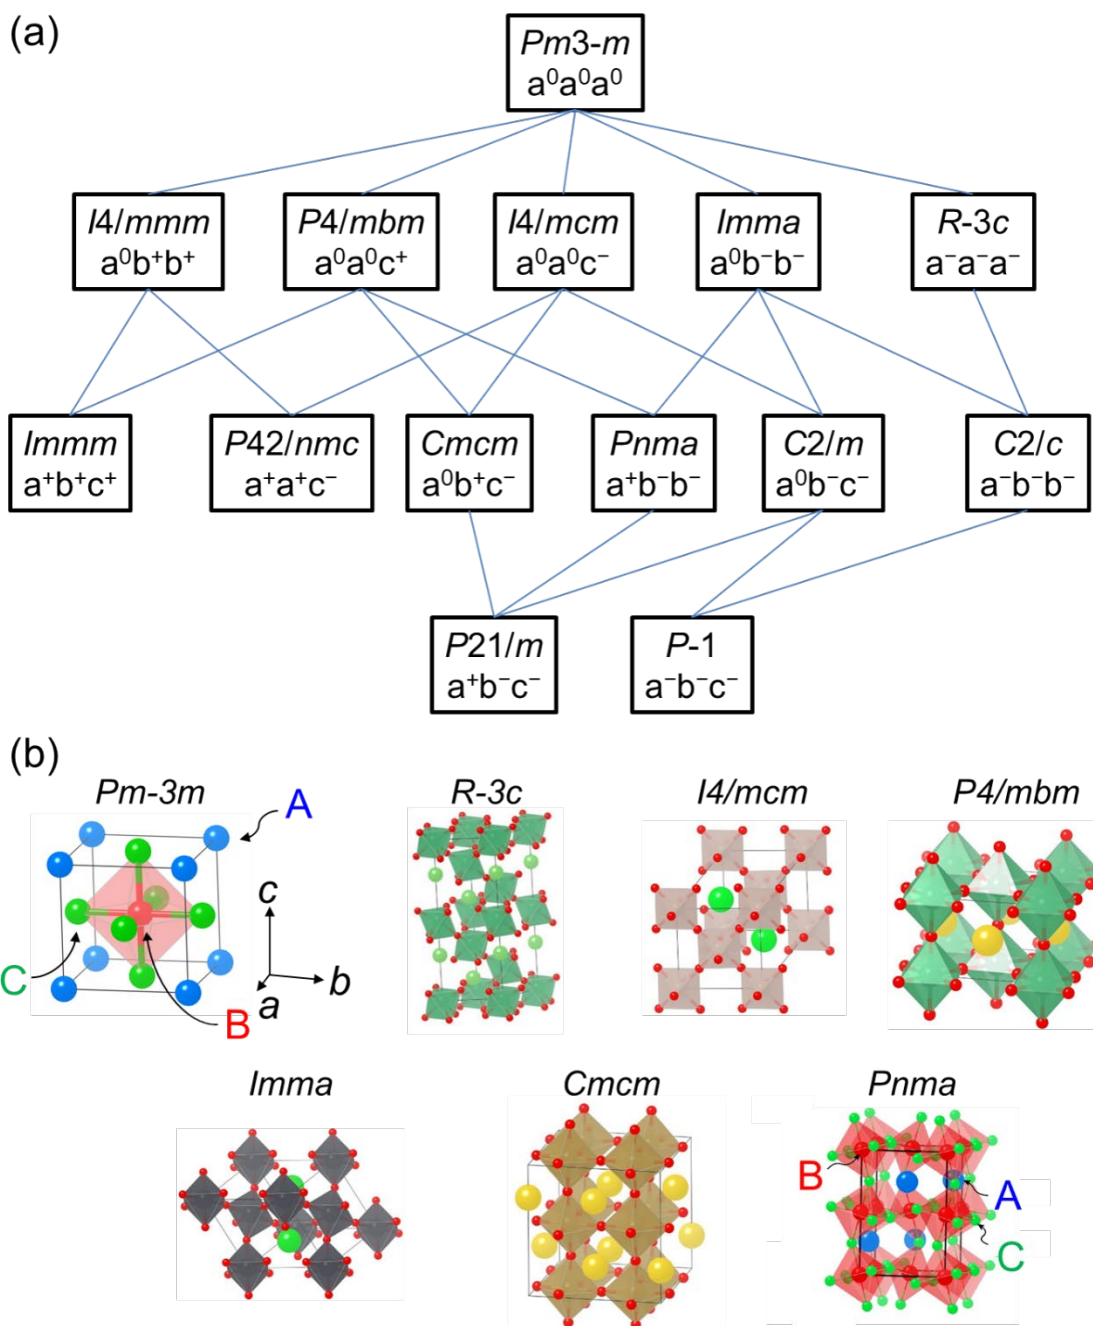 (a)
Pm3-m
a⁰a⁰a⁰
I4/mmm
a⁰b⁺b⁺
P4/mbm
a⁰a⁰c⁺
I4/mcm
a⁰a⁰c⁻
Imma
a⁰b⁻b⁻
R-3c
a⁻a⁻a⁻
Immm
a⁺b⁺c⁺
P42/nmc
a⁺a⁺c⁻
Cmcm
a⁰b⁺c⁻
Pnma
a⁺b⁻b⁻
C2/m
a⁰b⁻c⁻
C2/c
a⁻b⁻b⁻
P21/m
a⁺b⁻c⁻
P-1
a⁻b⁻c⁻
(b)
Pm-3m
A
C
B
c
b
a
R-3c
I4/mcm
P4/mbm
Imma
Cmcm
Pnma
B
A
C